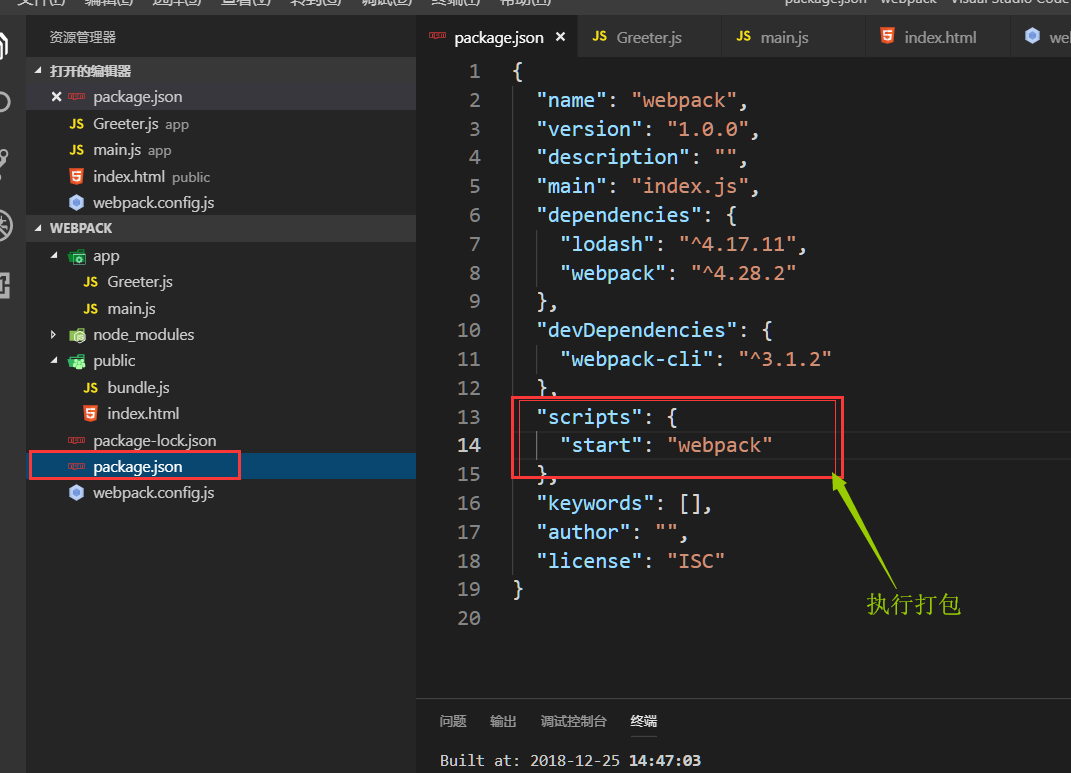 package.json - webpack - Visual Studio Code
资源管理器
打开的编辑器
package.json
JS Greeter.js app
JS main.js app
index.html public
webpack.config.js
WEBPACK
app
JS Greeter.js
JS main.js
node_modules
public
JS bundle.js
index.html
package-lock.json
package.json
webpack.config.js
package.json JS Greeter.js JS main.js index.html
1 {
2 "name": "webpack",
3 "version": "1.0.0",
4 "description": "",
5 "main": "index.js",
6 "dependencies": {
7 "lodash": "^4.17.11",
8 "webpack": "^4.28.2"
9 },
10 "devDependencies": {
11 "webpack-cli": "^3.1.2"
12 },
13 "scripts": {
14 "start": "webpack"
15 },
16 "keywords": [],
17 "author": "",
18 "license": "ISC"
19 }
20
执行打包
问题 输出 调试控制台 终端
Built at: 2018-12-25 14:47:03